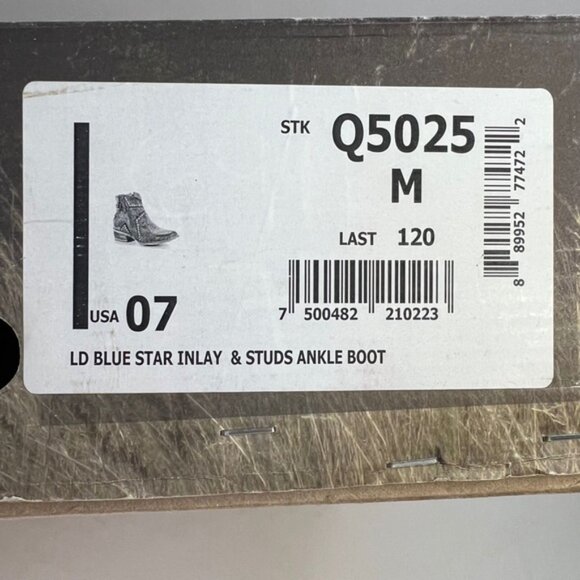 STK Q5025
M
LAST 120
USA 07
7 500482 210223
8 89952 77472 2
LD BLUE STAR INLAY & STUDS ANKLE BOOT